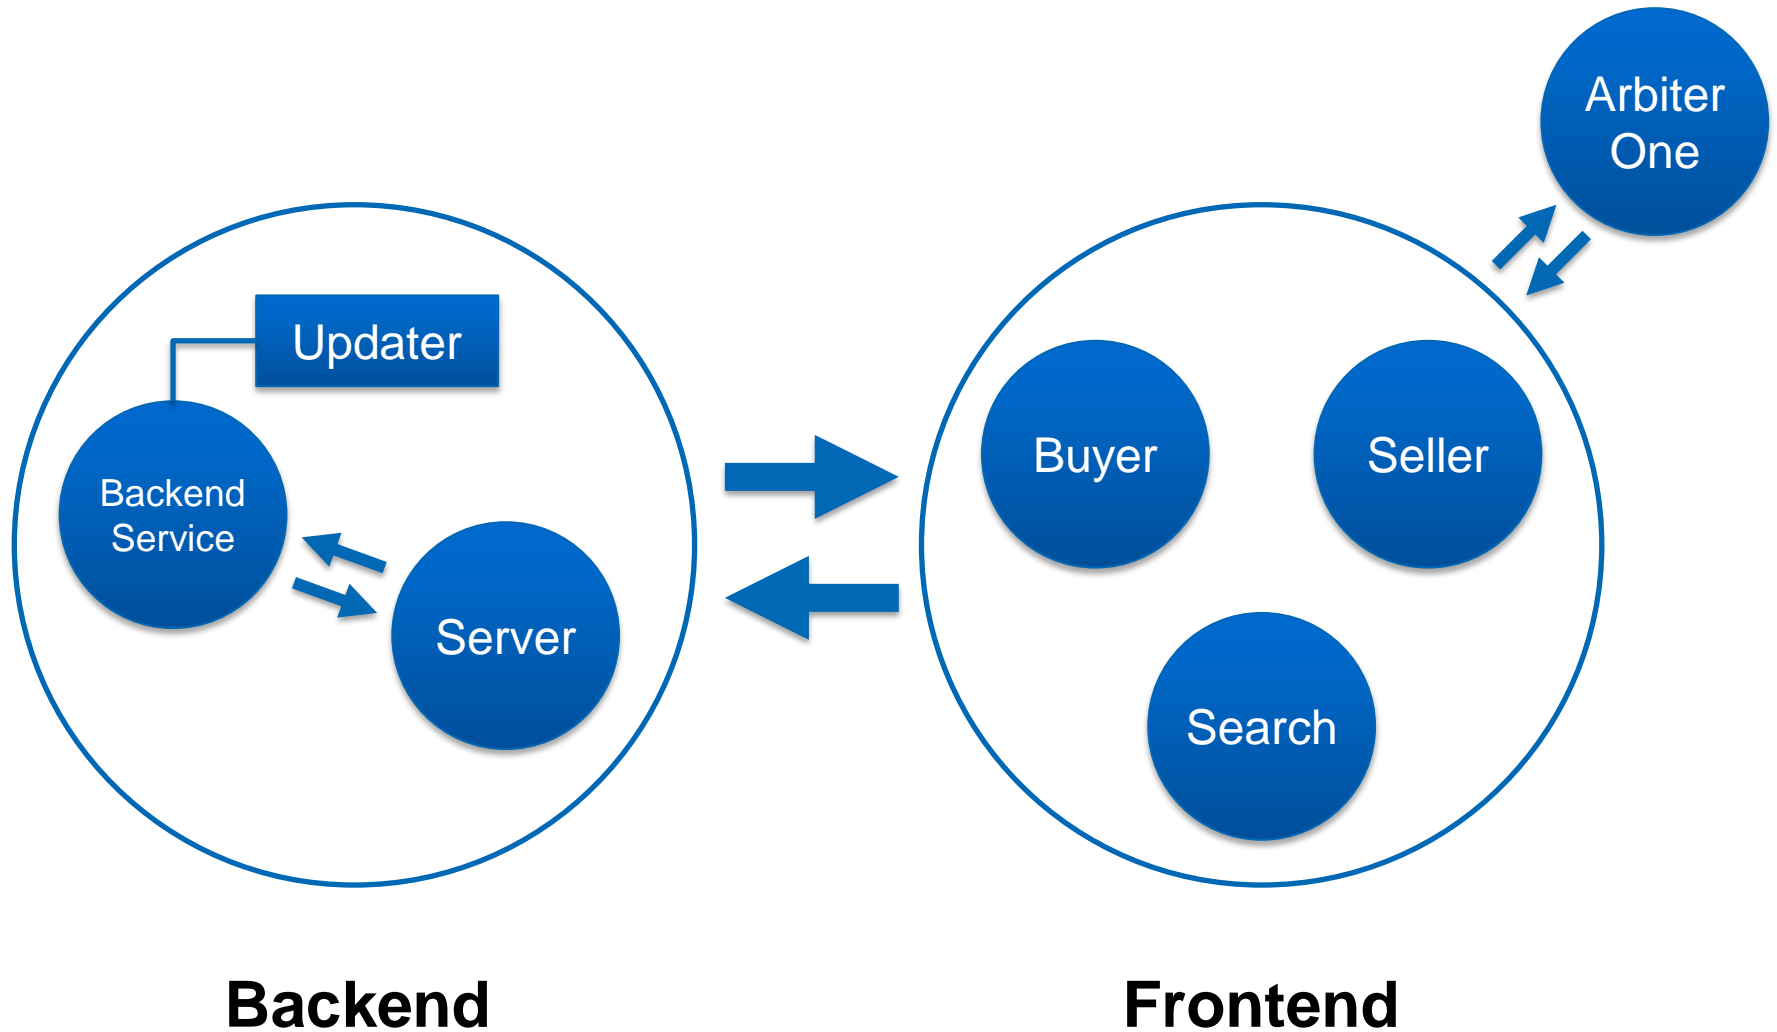 Arbiter
One
Updater
Backend
Service
Server
Buyer
Seller
Search
Backend
Frontend